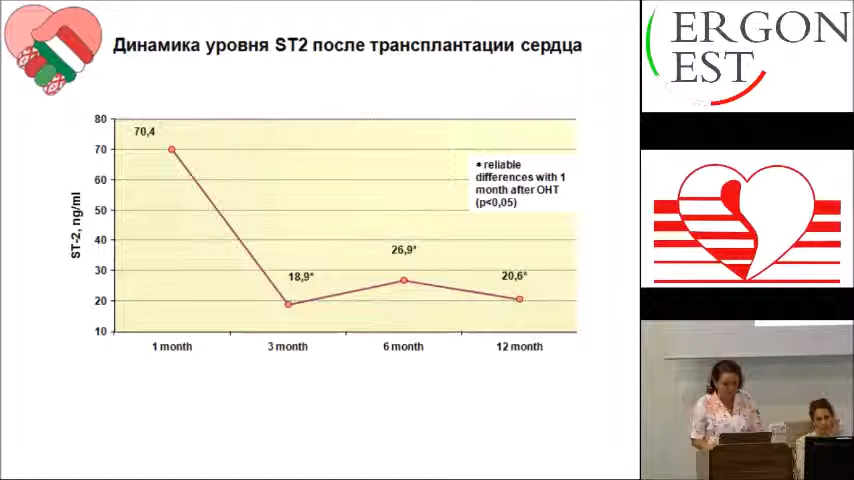 Динамика уровня ST2 после трансплантации сердца
ERGON
EST
80
70
60
50
40
30
20
10
ST-2, ng/ml
70,4
18,9*
26,9*
20,6*
* reliable
differences with 1
month after OHT
(p<0,05)
1 month
3 month
6 month
12 month